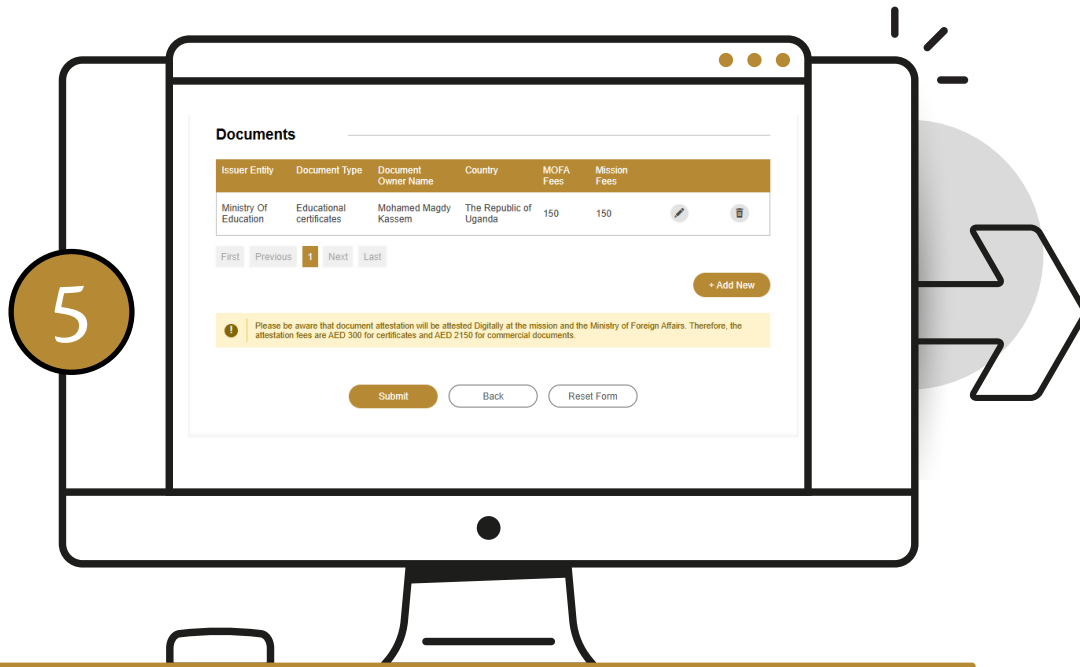 5
Documents
Issuer Entity Document Type Document Owner Name Country MOFA Fees Mission Fees
Ministry Of Education Educational certificates Mohamed Magdy Kassem The Republic of Uganda 150 150
First Previous 1 Next Last
+ Add New
Please be aware that document attestation will be attested Digitally at the mission and the Ministry of Foreign Affairs. Therefore, the
attestation fees are AED 300 for certificates and AED 2150 for commercial documents.
Submit Back Reset Form